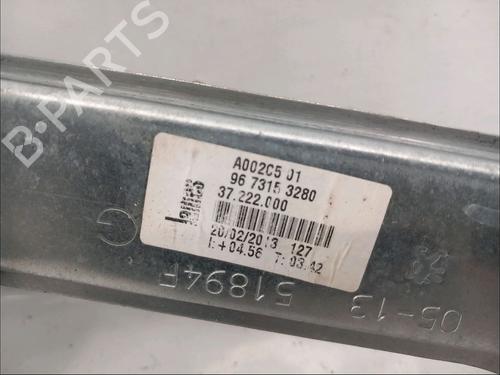 B-PARTS
A002C5 01
96 7315 3280
37.222.000
20/02/2013 127
I:+04.56 T: 03.42
G
51894F
05-13